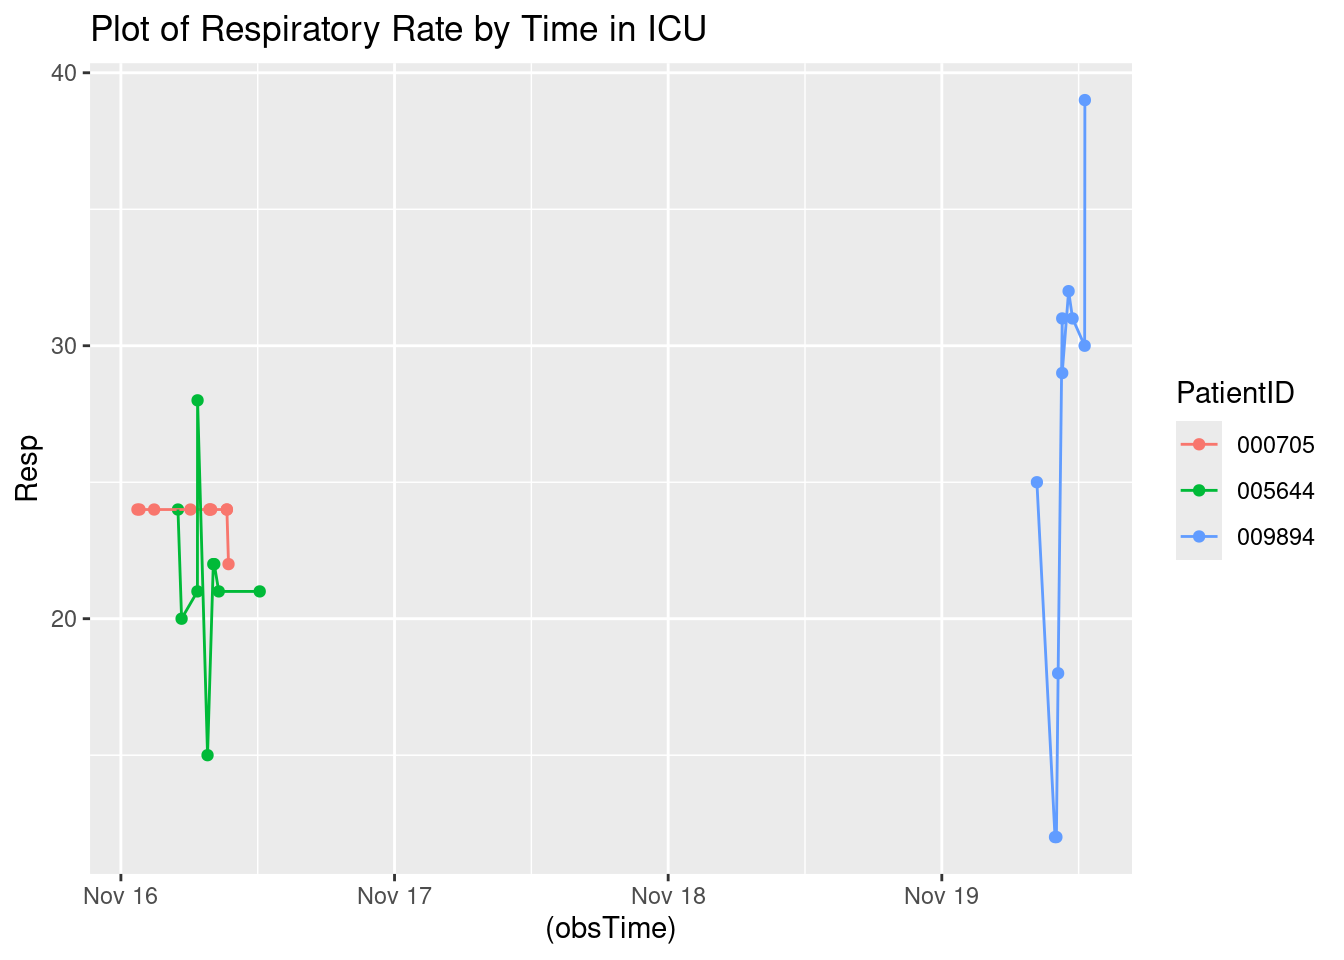 Plot of Respiratory Rate by Time in ICU
40
30
20
Resp
Nov 16
Nov 17
Nov 18
Nov 19
(obsTime)
PatientID
000705
005644
009894